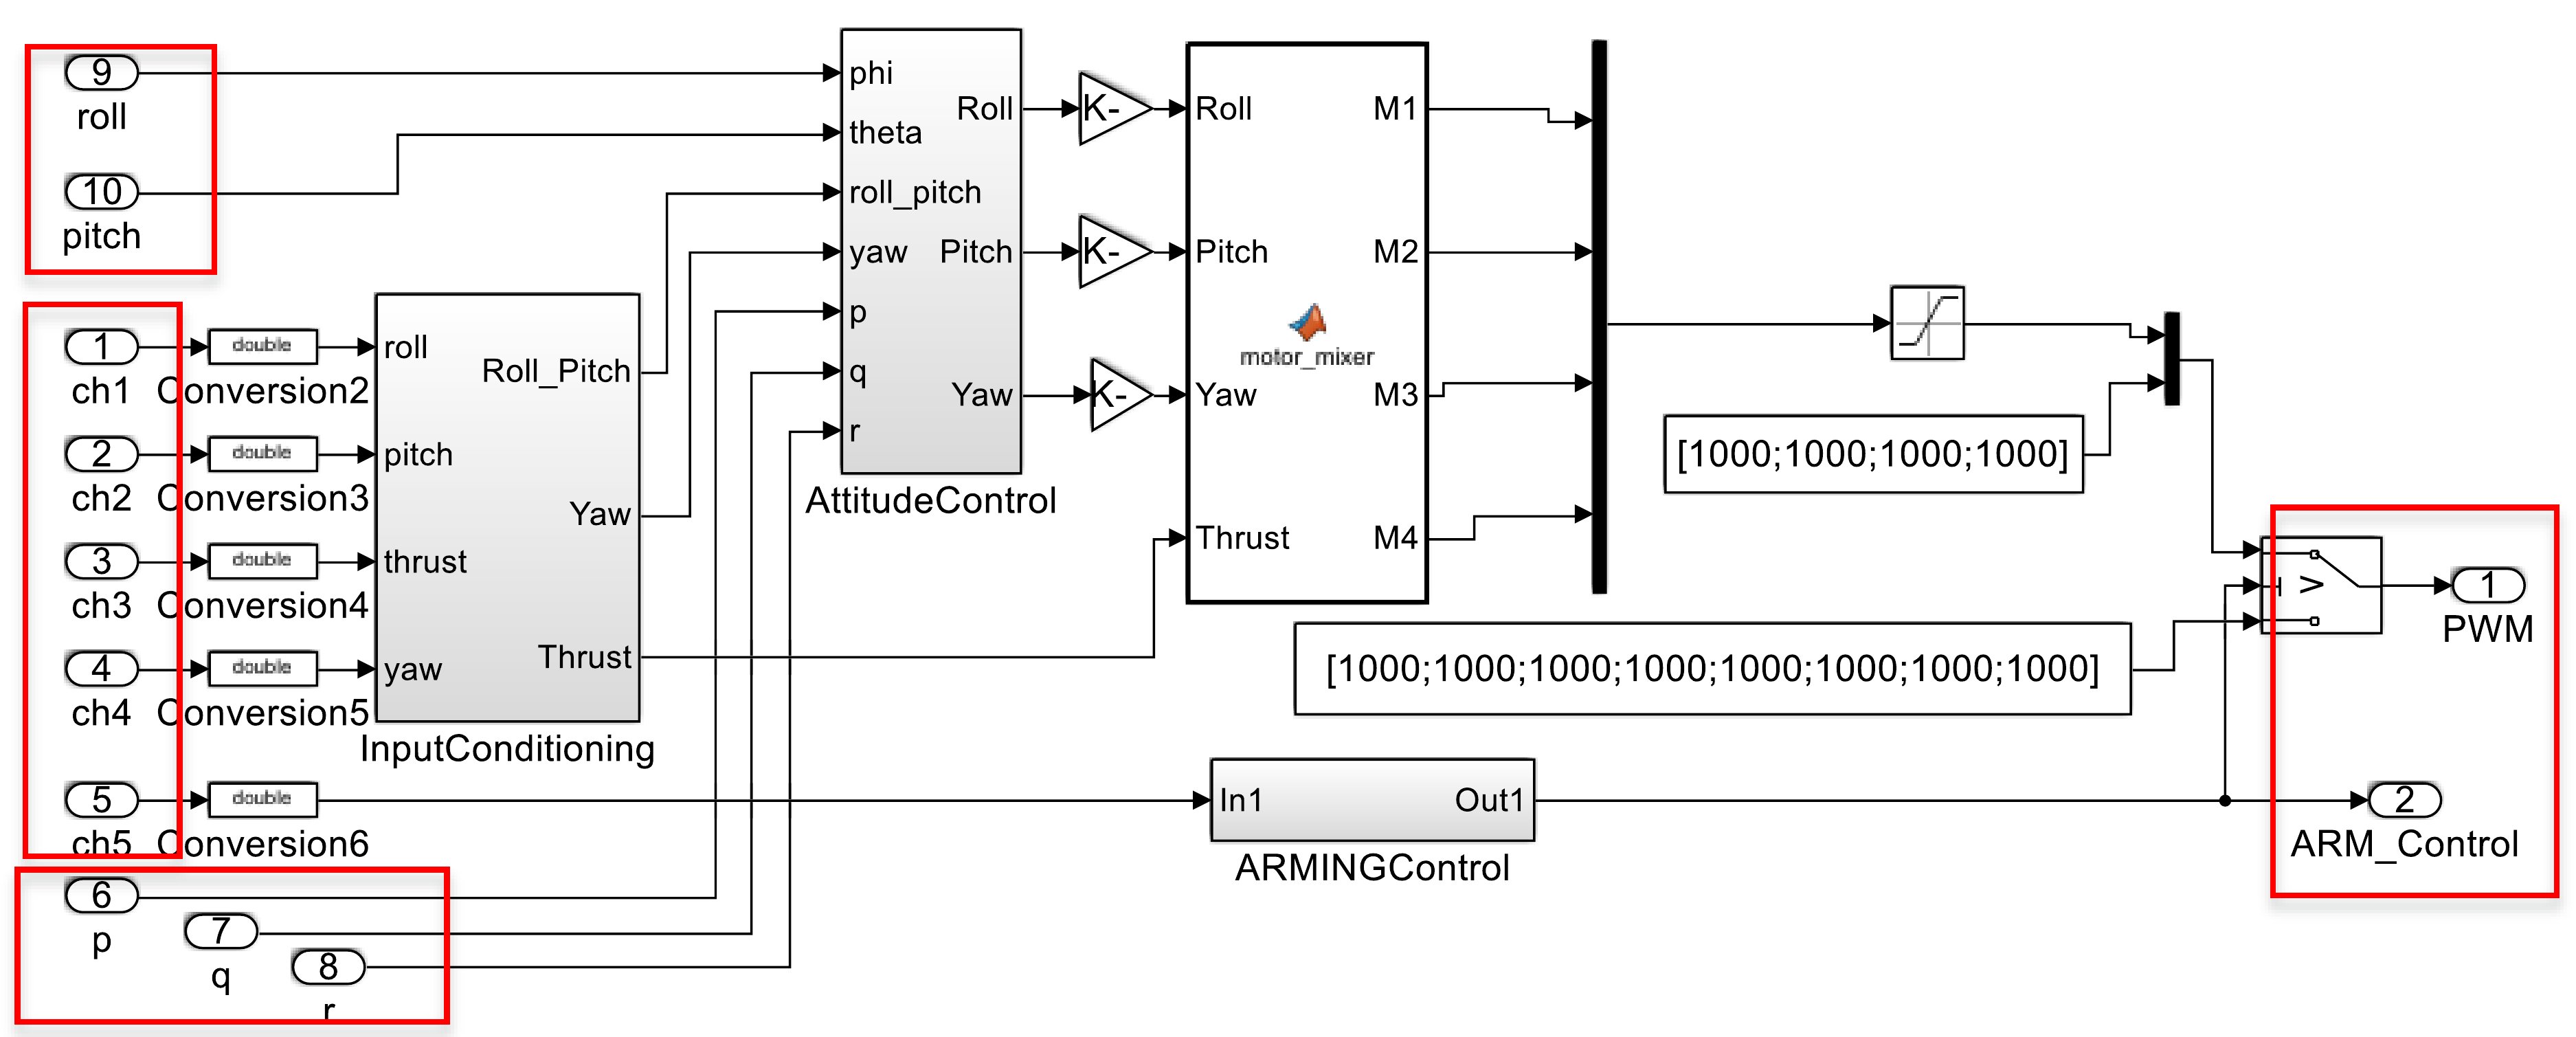 9
roll
10
pitch
1
ch1
double
Conversion2
2
ch2
double
Conversion3
3
ch3
double
Conversion4
4
ch4
double
Conversion5
5
ch5
double
Conversion6
6
p
7
q
8
r
roll
pitch
thrust
yaw
Roll_Pitch
Yaw
Thrust
InputConditioning
phi
theta
roll_pitch
yaw
p
q
r
Roll
Pitch
Yaw
AttitudeControl
K-
K-
K-
Roll
Pitch
Yaw
Thrust
motor_mixer
M1
M2
M3
M4
[1000;1000;1000;1000]
[1000;1000;1000;1000;1000;1000;1000;1000]
In1
Out1
ARMINGControl
>
1
PWM
2
ARM_Control